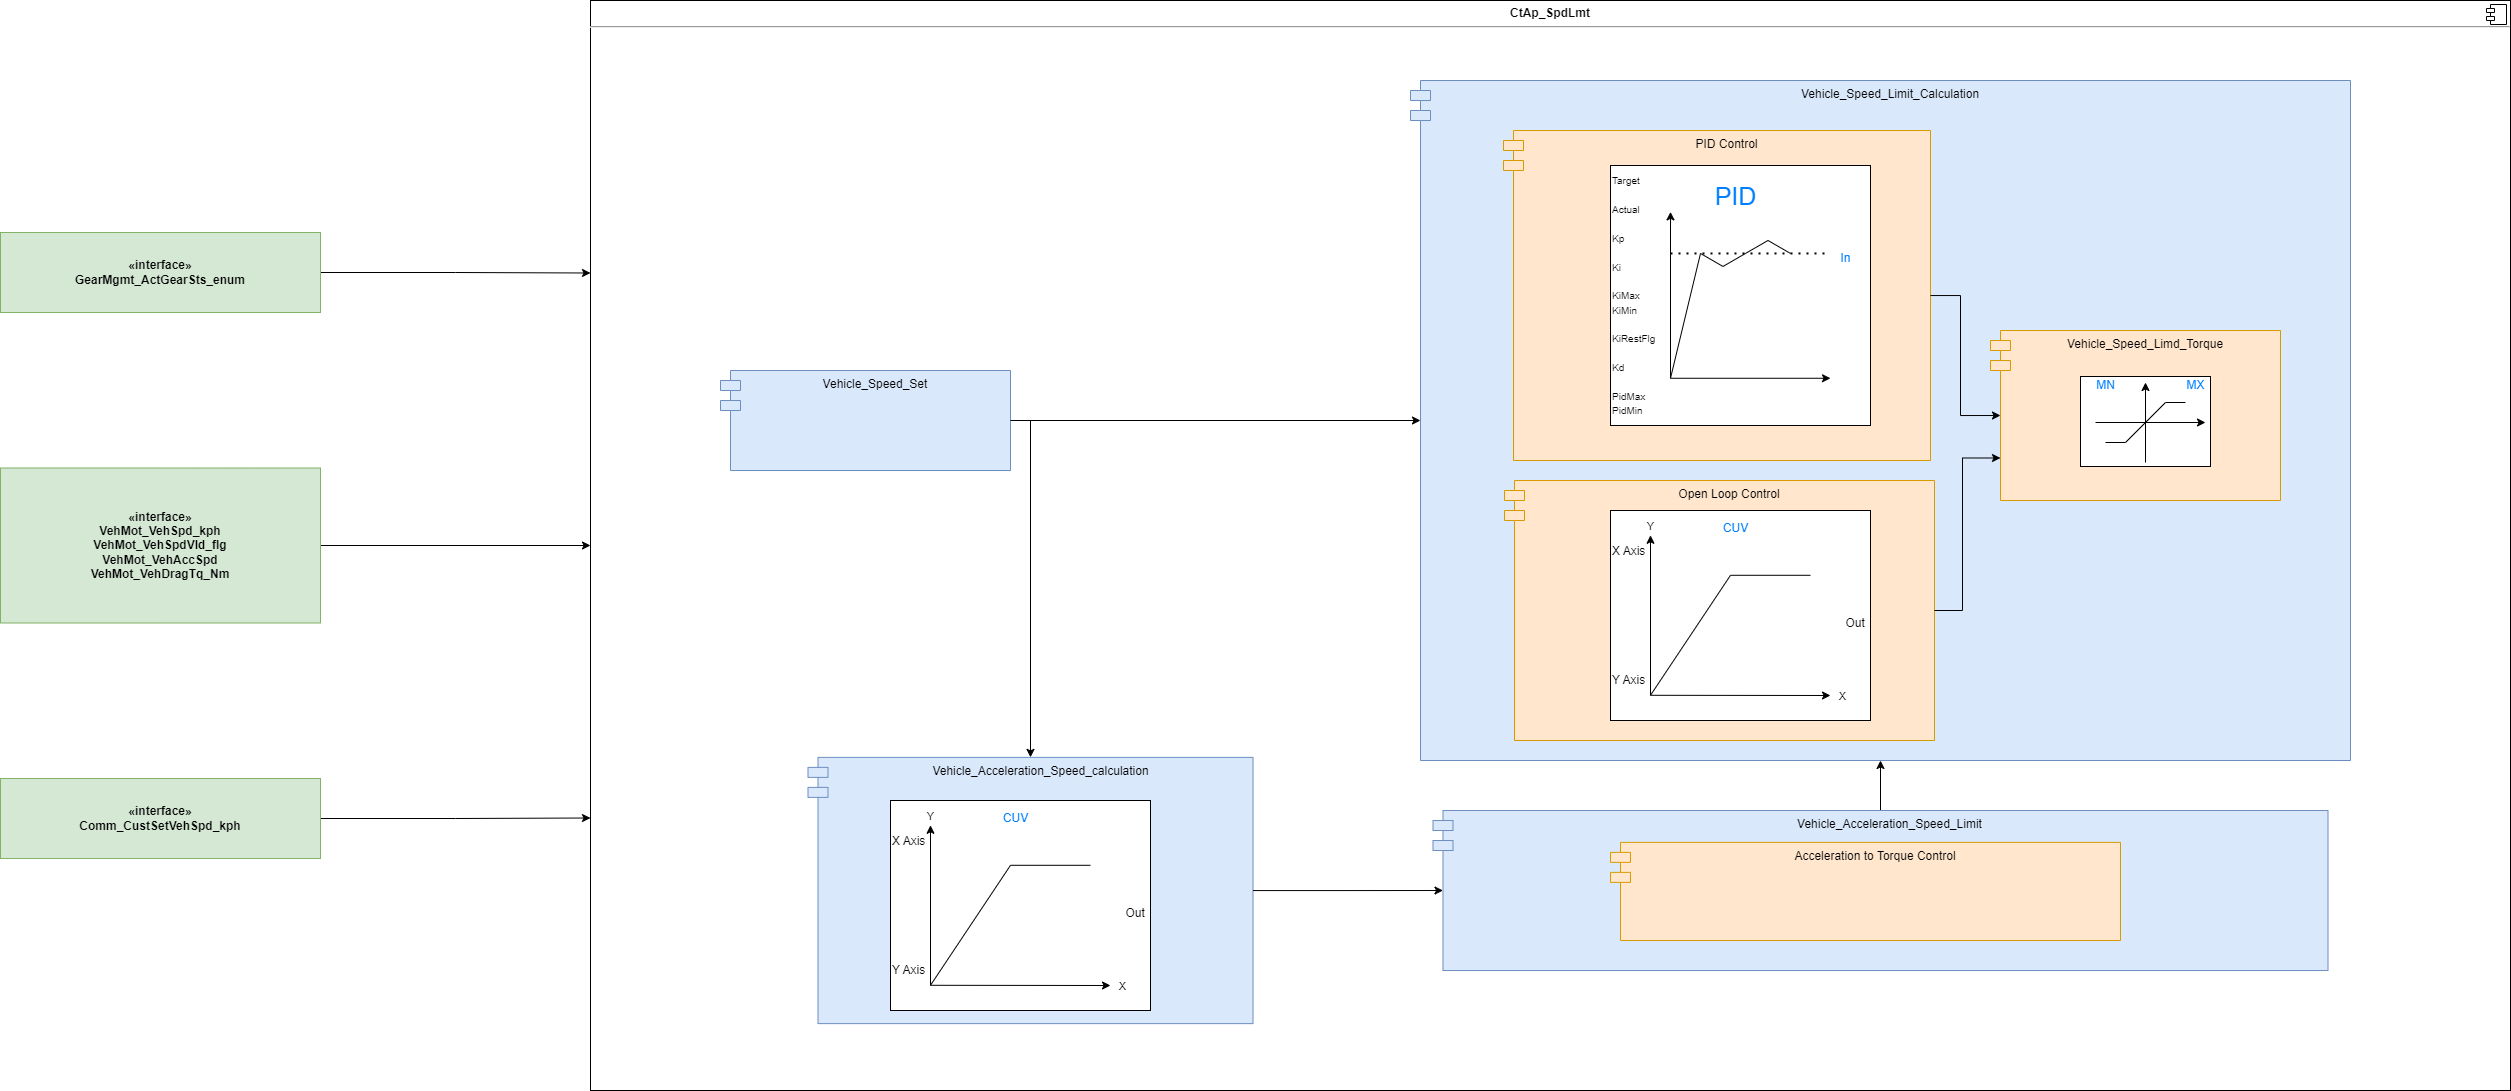 CtAp_SpdLmt
«interface»
GearMgmt_ActGearSts_enum
«interface»
VehMot_VehSpd_kph
VehMot_VehSpdVld_flg
VehMot_VehAccSpd
VehMot_VehDragTq_Nm
«interface»
Comm_CustSetVehSpd_kph
Vehicle_Speed_Set
Vehicle_Acceleration_Speed_calculation
CUV
Y
X Axis
Out
Y Axis
X
Vehicle_Speed_Limit_Calculation
PID Control
PID
Target
Actual
Kp
Ki
KiMax
KiMin
KiRestFlg
Kd
PidMax
PidMin
In
Open Loop Control
CUV
Y
X Axis
Out
Y Axis
X
Vehicle_Speed_Limd_Torque
MN
MX
Vehicle_Acceleration_Speed_Limit
Acceleration to Torque Control